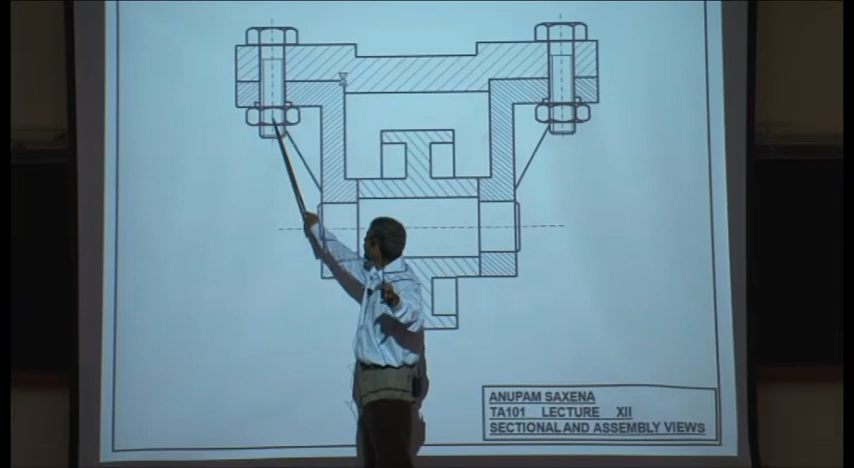 ANUPAM SAXENA
TA101 LECTURE XII
SECTIONAL AND ASSEMBLY VIEWS